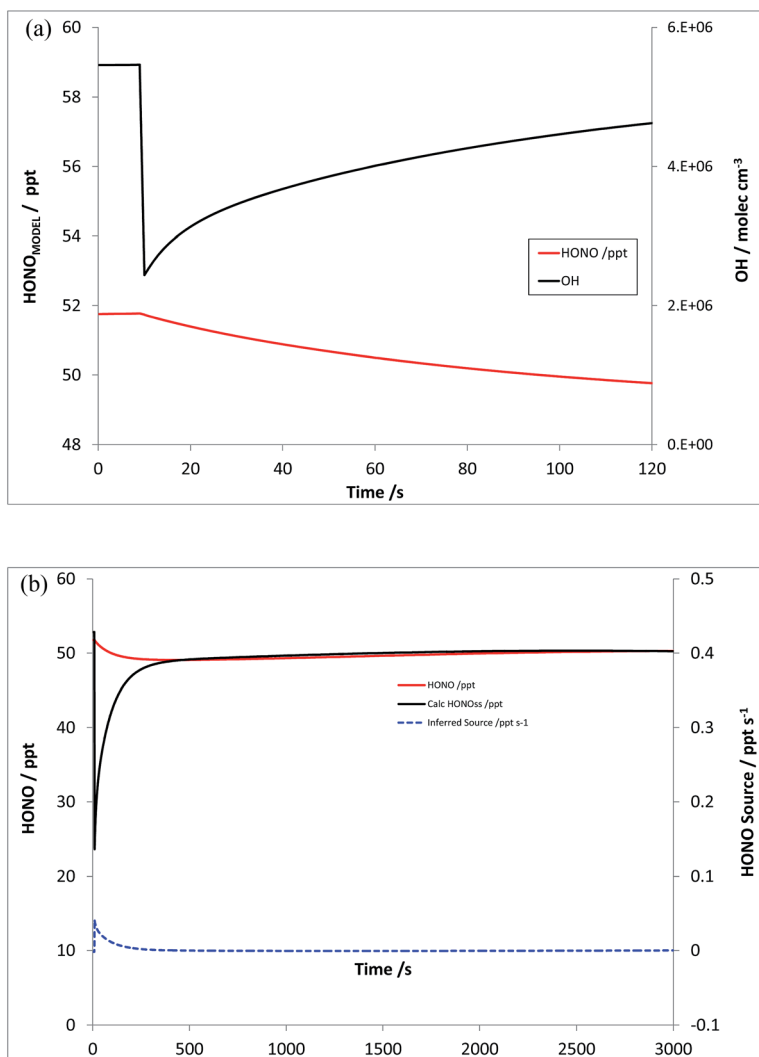 (a)
60
58
56
54
52
50
48
HONO_MODEL / ppt
6.E+06
4.E+06
2.E+06
0.E+00
OH / molec cm⁻³
HONO /ppt
OH
0 20 40 60 80 100 120
Time /s
(b)
60
50
40
30
20
10
0
HONO / ppt
0.5
0.4
0.3
0.2
0.1
0
-0.1
HONO Source / ppt s⁻¹
HONO /ppt
Calc HONOss /ppt
Inferred Source /ppt s-1
Time /s
0 500 1000 1500 2000 2500 3000